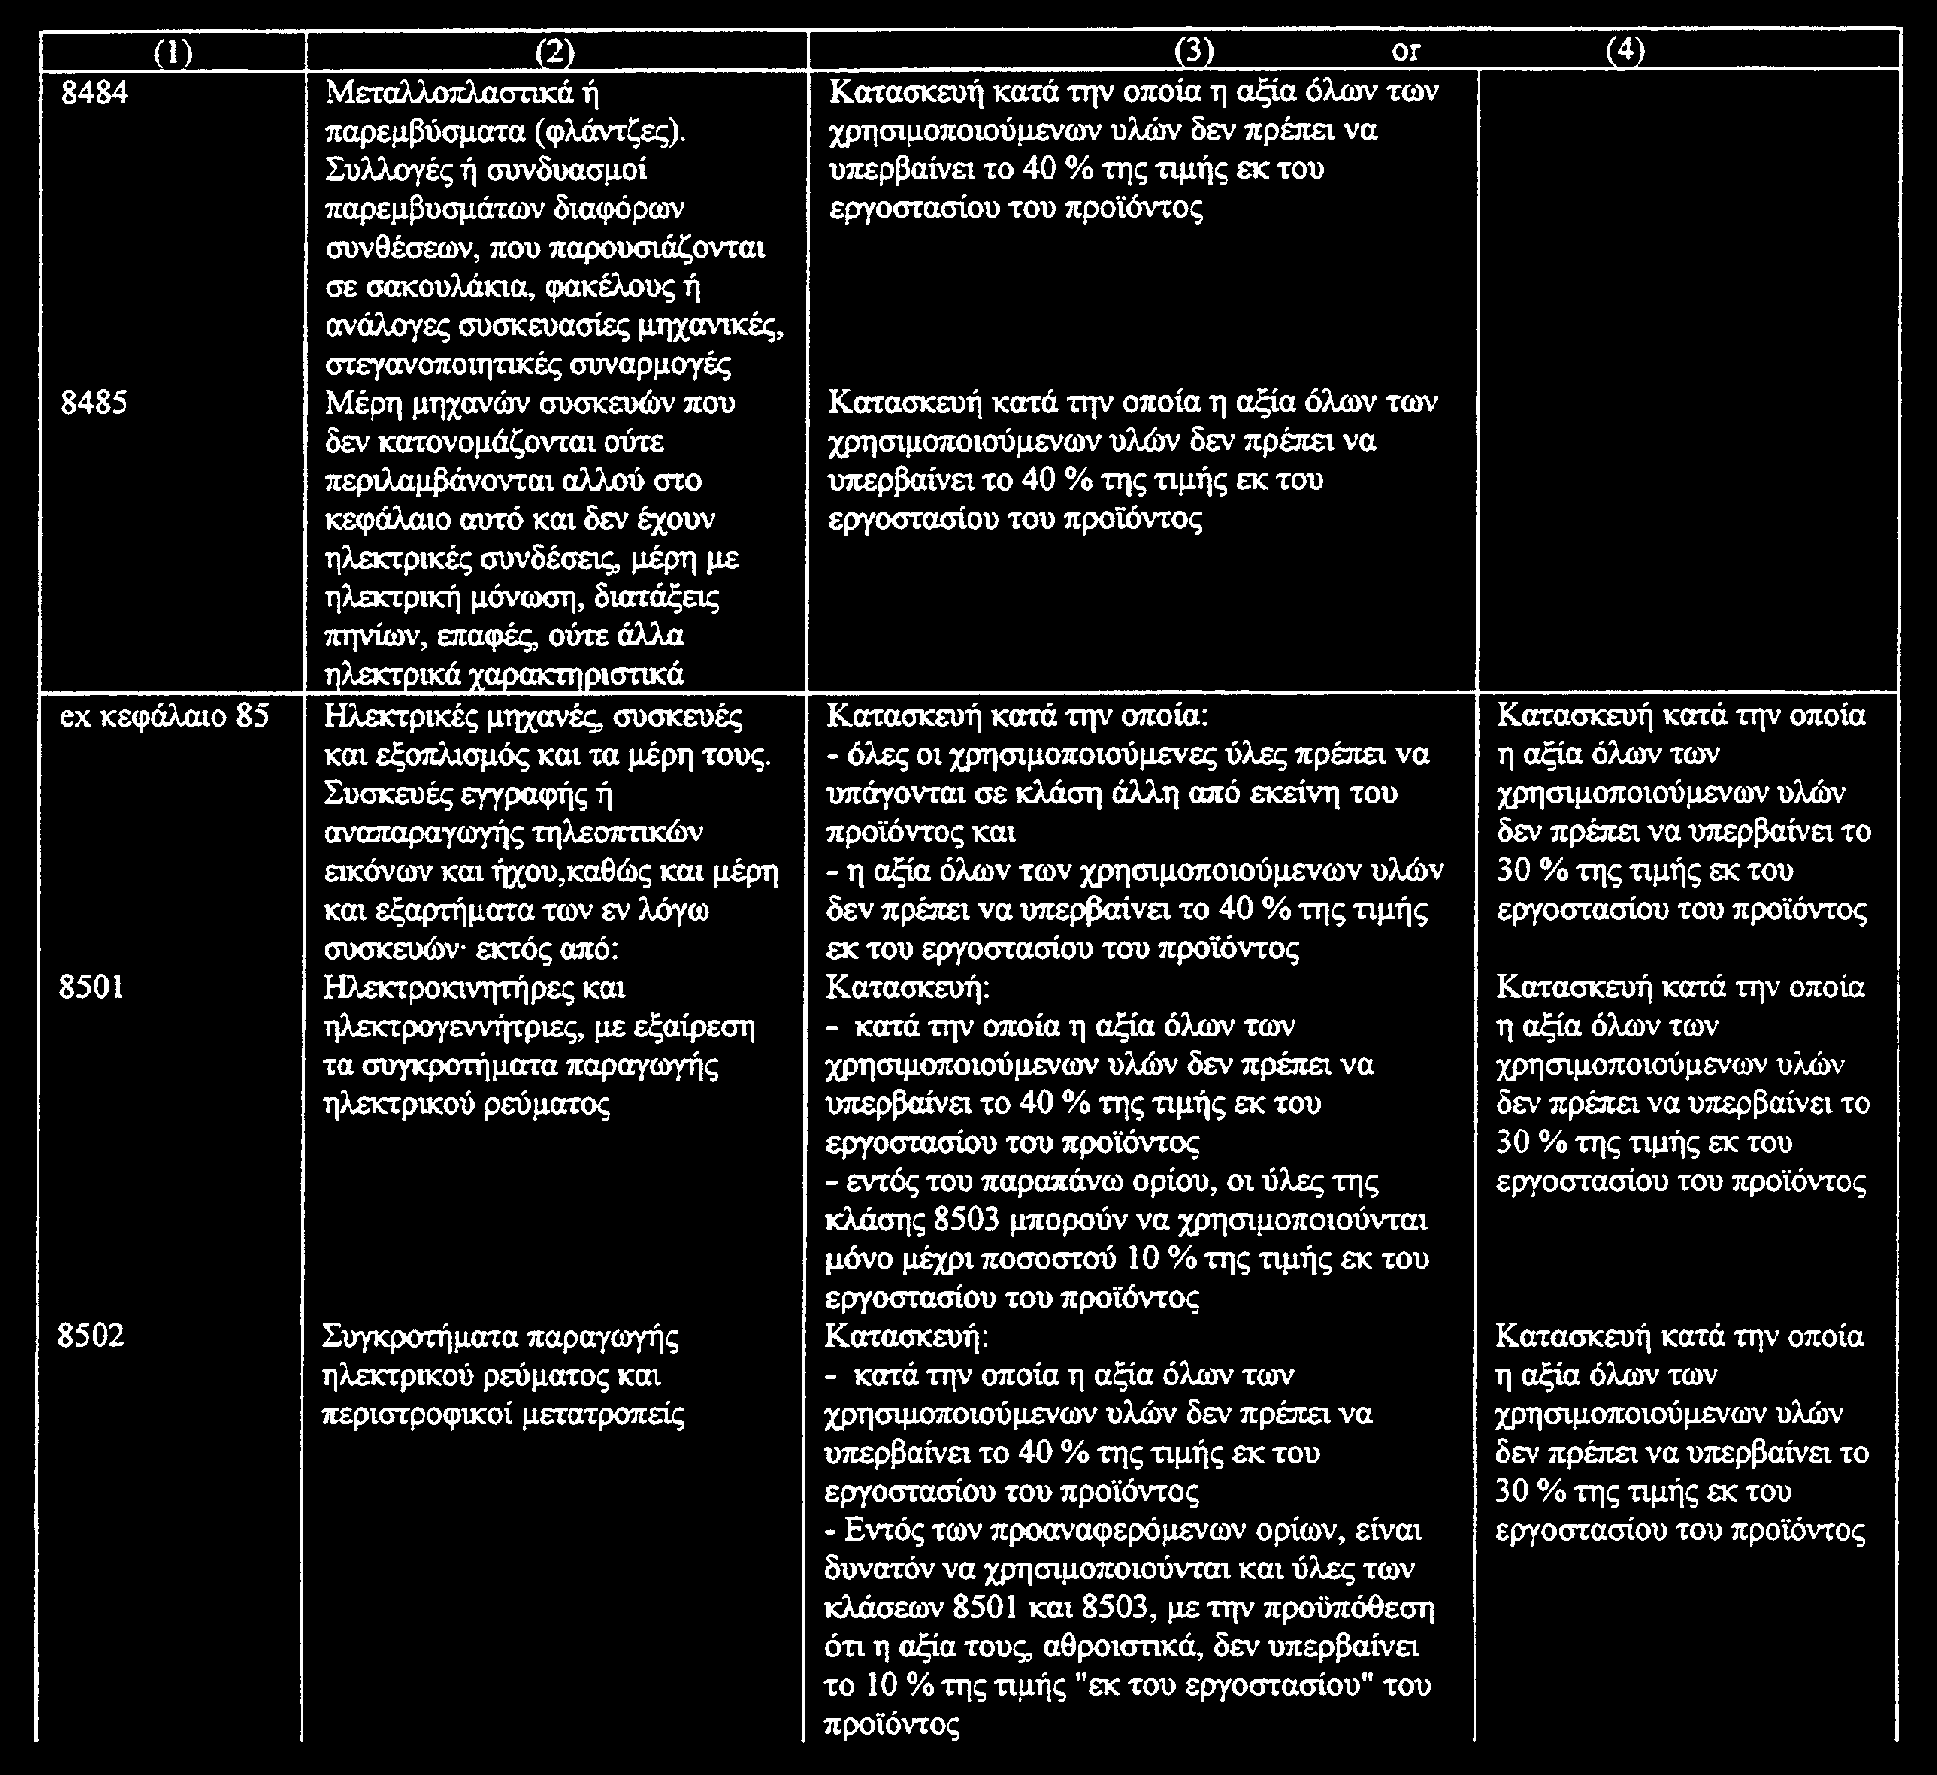 (1) (2) (3) or (4)
8484
Μεταλλοπλαστικά ή
παρεμβύσματα (φλάντζες).
Συλλογές ή συνδυασμοί
παρεμβυσμάτων διαφόρων
συνθέσεων, που παρουσιάζονται
σε σακουλάκια, φακέλους ή
ανάλογες συσκευασίες μηχανικές,
στεγανοποιητικές συναρμογές
Κατασκευή κατά την οποία η αξία όλων των
χρησιμοποιούμενων υλών δεν πρέπει να
υπερβαίνει το 40 % της τιμής εκ του
εργοστασίου του προϊόντος
8485
Μέρη μηχανών συσκευών που
δεν κατονομάζονται ούτε
περιλαμβάνονται αλλού στο
κεφάλαιο αυτό και δεν έχουν
ηλεκτρικές συνδέσεις, μέρη με
ηλεκτρική μόνωση, διατάξεις
πηνίων, επαφές, ούτε άλλα
ηλεκτρικά χαρακτηριστικά
Κατασκευή κατά την οποία η αξία όλων των
χρησιμοποιούμενων υλών δεν πρέπει να
υπερβαίνει το 40 % της τιμής εκ του
εργοστασίου του προϊόντος
ex κεφάλαιο 85
Ηλεκτρικές μηχανές, συσκευές
και εξοπλισμός και τα μέρη τους.
Συσκευές εγγραφής ή
αναπαραγωγής τηλεοπτικών
εικόνων και ήχου,καθώς και μέρη
και εξαρτήματα των εν λόγω
συσκευών· εκτός από:
Κατασκευή κατά την οποία:
- όλες οι χρησιμοποιούμενες ύλες πρέπει να
υπάγονται σε κλάση άλλη από εκείνη του
προϊόντος και
- η αξία όλων των χρησιμοποιούμενων υλών
δεν πρέπει να υπερβαίνει το 40 % της τιμής
εκ του εργοστασίου του προϊόντος
Κατασκευή κατά την οποία
η αξία όλων των
χρησιμοποιούμενων υλών
δεν πρέπει να υπερβαίνει το
30 % της τιμής εκ του
εργοστασίου του προϊόντος
8501
Ηλεκτροκινητήρες και
ηλεκτρογεννήτριες, με εξαίρεση
τα συγκροτήματα παραγωγής
ηλεκτρικού ρεύματος
Κατασκευή:
- κατά την οποία η αξία όλων των
χρησιμοποιούμενων υλών δεν πρέπει να
υπερβαίνει το 40 % της τιμής εκ του
εργοστασίου του προϊόντος
- εντός του παραπάνω ορίου, οι ύλες της
κλάσης 8503 μπορούν να χρησιμοποιούνται
μόνο μέχρι ποσοστού 10 % της τιμής εκ του
εργοστασίου του προϊόντος
Κατασκευή κατά την οποία
η αξία όλων των
χρησιμοποιούμενων υλών
δεν πρέπει να υπερβαίνει το
30 % της τιμής εκ του
εργοστασίου του προϊόντος
8502
Συγκροτήματα παραγωγής
ηλεκτρικού ρεύματος και
περιστροφικοί μετατροπείς
Κατασκευή:
- κατά την οποία η αξία όλων των
χρησιμοποιούμενων υλών δεν πρέπει να
υπερβαίνει το 40 % της τιμής εκ του
εργοστασίου του προϊόντος
- Εντός των προαναφερόμενων ορίων, είναι
δυνατόν να χρησιμοποιούνται και ύλες των
κλάσεων 8501 και 8503, με την προϋπόθεση
ότι η αξία τους, αθροιστικά, δεν υπερβαίνει
το 10 % της τιμής "εκ του εργοστασίου" του
προϊόντος
Κατασκευή κατά την οποία
η αξία όλων των
χρησιμοποιούμενων υλών
δεν πρέπει να υπερβαίνει το
30 % της τιμής εκ του
εργοστασίου του προϊόντος